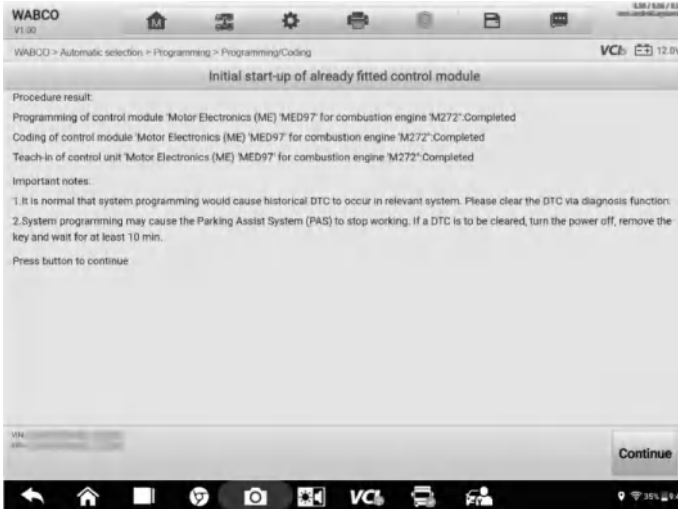 WABCO
V1.00
WABCO > Automatic selection > Programming > Programming/Coding
VCI 12.0V
Initial start-up of already fitted control module
Procedure result:
Programming of control module 'Motor Electronics (ME) 'MED97' for combustion engine 'M272'':Completed
Coding of control module 'Motor Electronics (ME) 'MED97' for combustion engine 'M272'':Completed
Teach-in of control unit 'Motor Electronics (ME) 'MED97' for combustion engine 'M272'':Completed
Important notes:
1.It is normal that system programming would cause historical DTC to occur in relevant system. Please clear the DTC via diagnosis function.
2.System programming may cause the Parking Assist System (PAS) to stop working. If a DTC is to be cleared, turn the power off, remove the
key and wait for at least 10 min.
Press button to continue
VIN:
Continue
VCI
35%